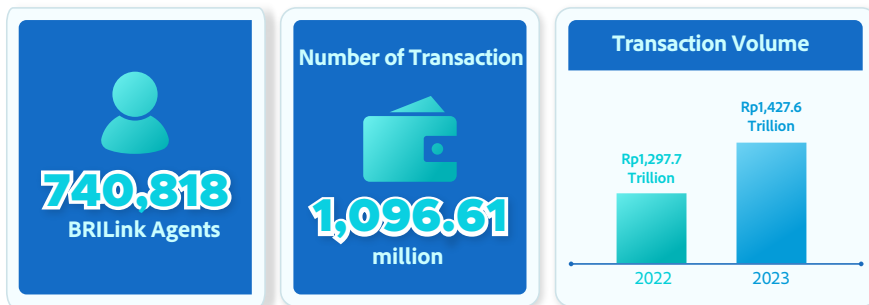 740,818
BRILink Agents
Number of Transaction
1,096.61
million
Transaction Volume
Rp1,427.6
Trillion
Rp1,297.7
Trillion
2022
2023